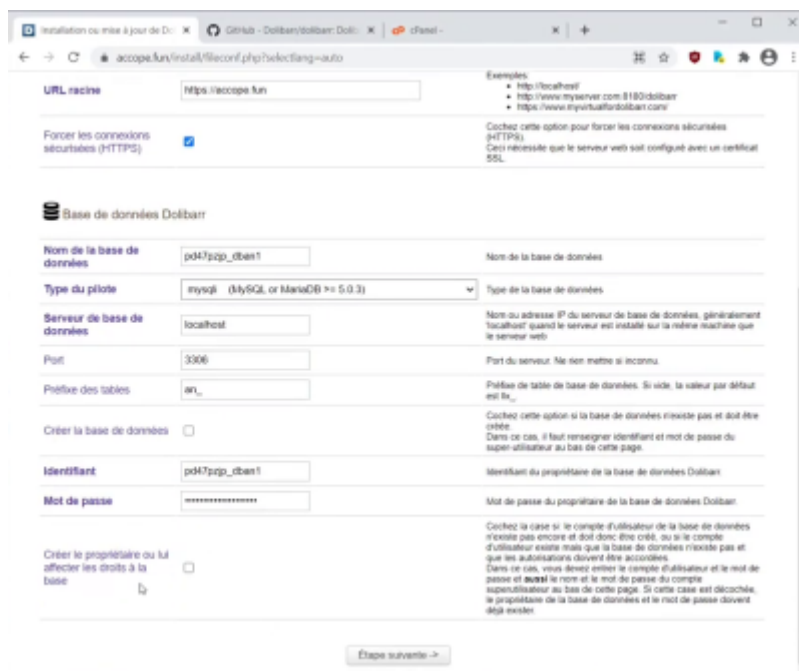 Installation ou mise à jour de Do
GitHub - Dolibarr/dolibarr: Doli
cPanel -
accope.fun/install/fileconf.php?selectlang=auto
URL racine
https://accope.fun
Exemples:
http://localhost/
http://www.myserver.com:8180/dolibarr
https://www.myvirtualfordolibarr.com/
Forcer les connexions
sécurisées (HTTPS)
Cochez cette option pour forcer les connexions sécurisées
(HTTPS).
Ceci nécessite que le serveur web soit configuré avec un certificat
SSL.
Base de données Dolibarr
Nom de la base de
données
pd47pzjp_dban1
Nom de la base de données
Type du pilote
mysqli (MySQL or MariaDB >= 5.0.3)
Type de la base de données
Serveur de base de
données
localhost
Nom ou adresse IP du serveur de base de données, généralement
'localhost' quand le serveur est installé sur la même machine que
le serveur web
Port
3306
Port du serveur. Ne rien mettre si inconnu.
Préfixe des tables
an_
Préfixe de table de base de données. Si vide, la valeur par défaut
est llx_.
Créer la base de données
Cochez cette option si la base de données n'existe pas et doit être
créée.
Dans ce cas, il faut renseigner identifiant et mot de passe du
super-utilisateur au bas de cette page.
Identifiant
pd47pzjp_dban1
Identifiant du propriétaire de la base de données Dolibarr.
Mot de passe
Mot de passe du propriétaire de la base de données Dolibarr.
Créer le propriétaire ou lui
affecter les droits à la
base
Cochez la case si: le compte d'utilisateur de la base de données
n'existe pas encore et doit donc être créé, ou si le compte
d'utilisateur existe mais que la base de données n'existe pas et
que les autorisations doivent être accordées.
Dans ce cas, vous devez entrer le compte d'utilisateur et le mot de
passe et aussi le nom et le mot de passe du compte
superutilisateur au bas de cette page. Si cette case est décochée,
le propriétaire de la base de données et le mot de passe doivent
déjà exister.
Étape suivante ->